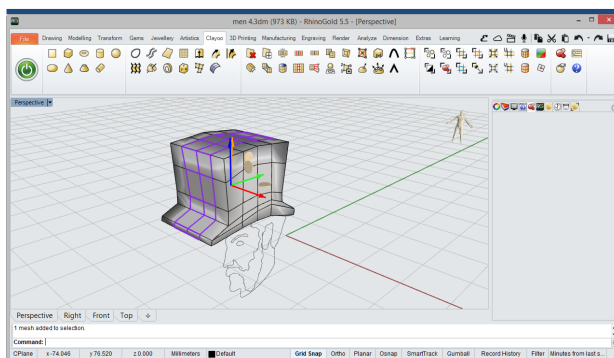 men 4.3dm (973 KB) - RhinoGold 5.5 - [Perspective]
File Drawing Modelling Transform Gems Jewellery Artistics Clayoo 3D Printing Manufacturing Engraving Render Analyze Dimension Extras Learning
Perspective
Perspective Right Front Top
1 mesh added to selection.
Command:
CPlane x -74.046 y 76.520 z 0.000 Millimeters Default Grid Snap Ortho Planar Osnap SmartTrack Gumball Record History Filter Minutes from last s...